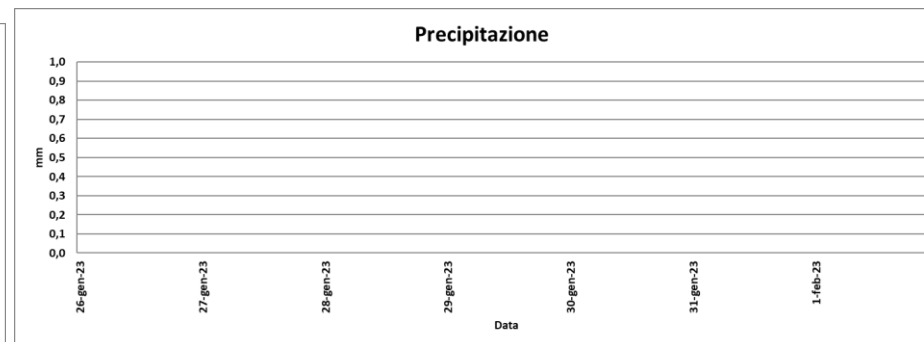 Precipitazione
mm
1,0
0,9
0,8
0,7
0,6
0,5
0,4
0,3
0,2
0,1
0,0
26-gen-23
27-gen-23
28-gen-23
29-gen-23
30-gen-23
31-gen-23
1-feb-23
Data